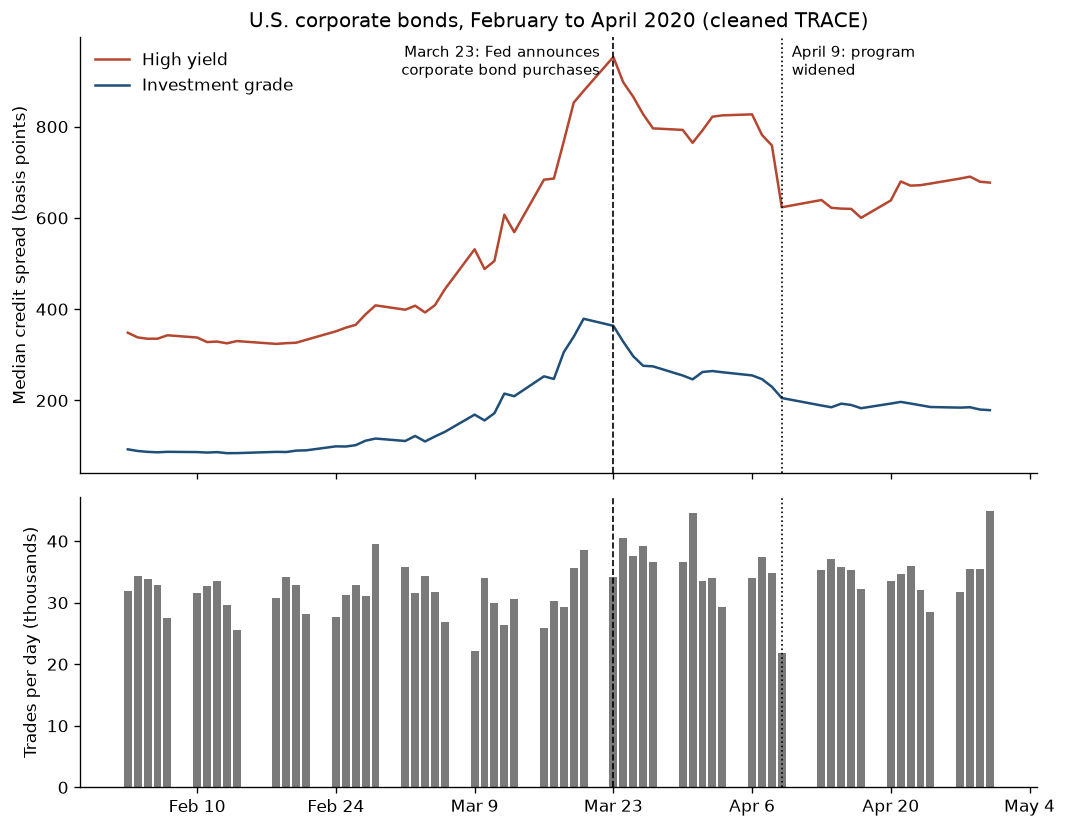 U.S. corporate bonds, February to April 2020 (cleaned TRACE)
High yield
Investment grade
March 23: Fed announces
corporate bond purchases
April 9: program
widened
Median credit spread (basis points)
800
600
400
200
Trades per day (thousands)
40
30
20
10
0
Feb 10
Feb 24
Mar 9
Mar 23
Apr 6
Apr 20
May 4